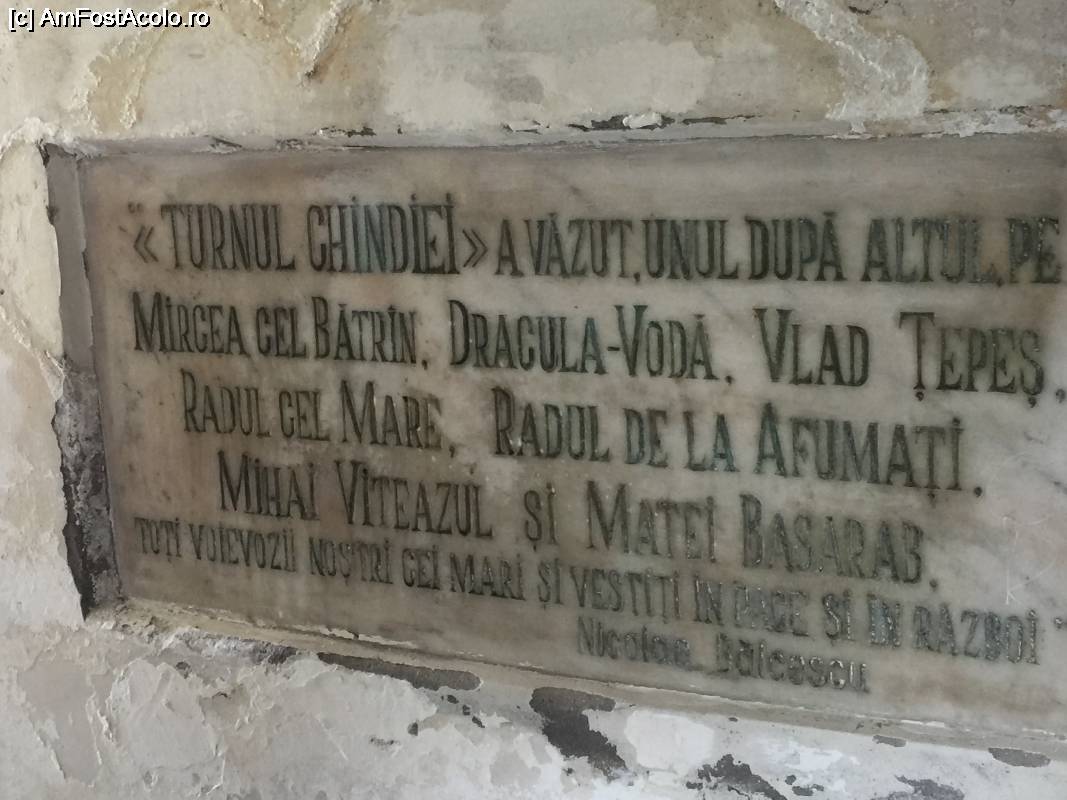 [c] AmFostAcolo.ro
"«TURNUL CHINDIEI» A VĂZUT, UNUL DUPĂ ALTUL, PE
MIRCEA CEL BĂTRÎN, DRACULA-VODĂ, VLAD ȚEPEȘ,
RADUL CEL MARE, RADUL DE LA AFUMAȚI,
MIHAI VITEAZUL ȘI MATEI BASARAB,
TOȚI VOIEVOZII NOȘTRI CEI MARI ȘI VESTIȚI ÎN PACE ȘI ÎN RĂZBOI"
Nicolae Bălcescu